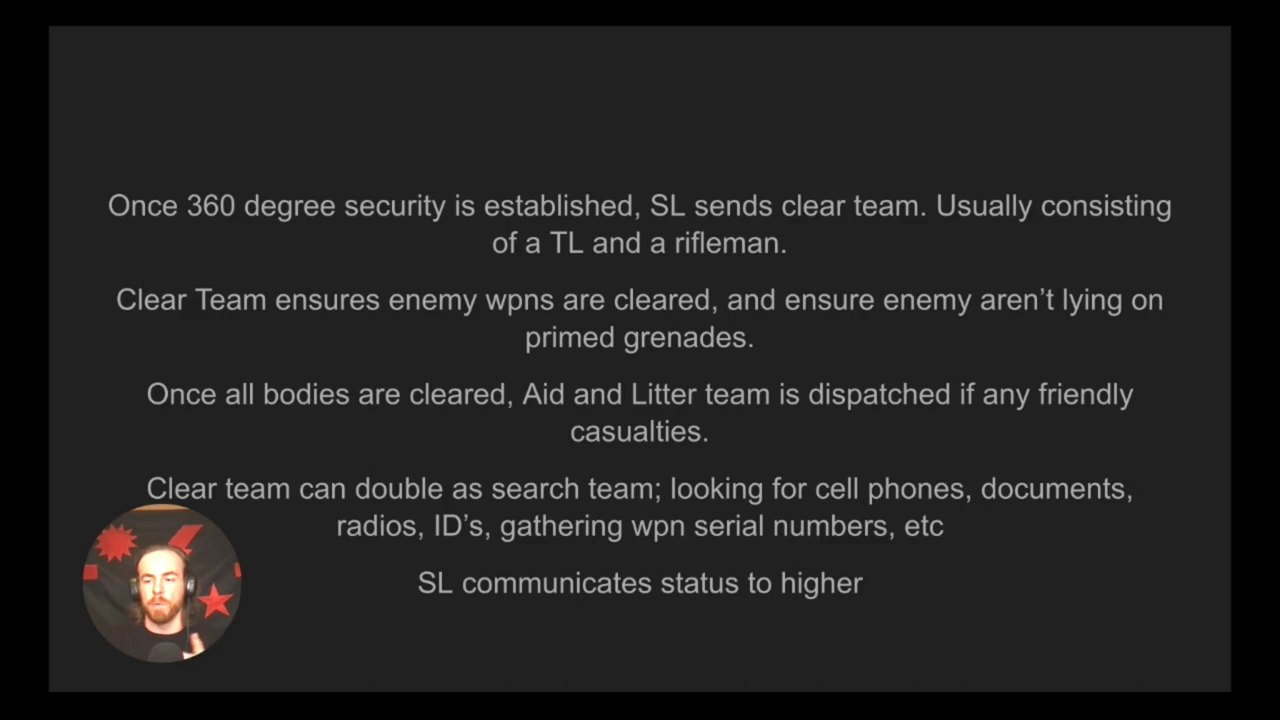 Once 360 degree security is established, SL sends clear team. Usually consisting
of a TL and a rifleman.
Clear Team ensures enemy wpns are cleared, and ensure enemy aren't lying on
primed grenades.
Once all bodies are cleared, Aid and Litter team is dispatched if any friendly
casualties.
Clear team can double as search team; looking for cell phones, documents,
radios, ID's, gathering wpn serial numbers, etc
SL communicates status to higher